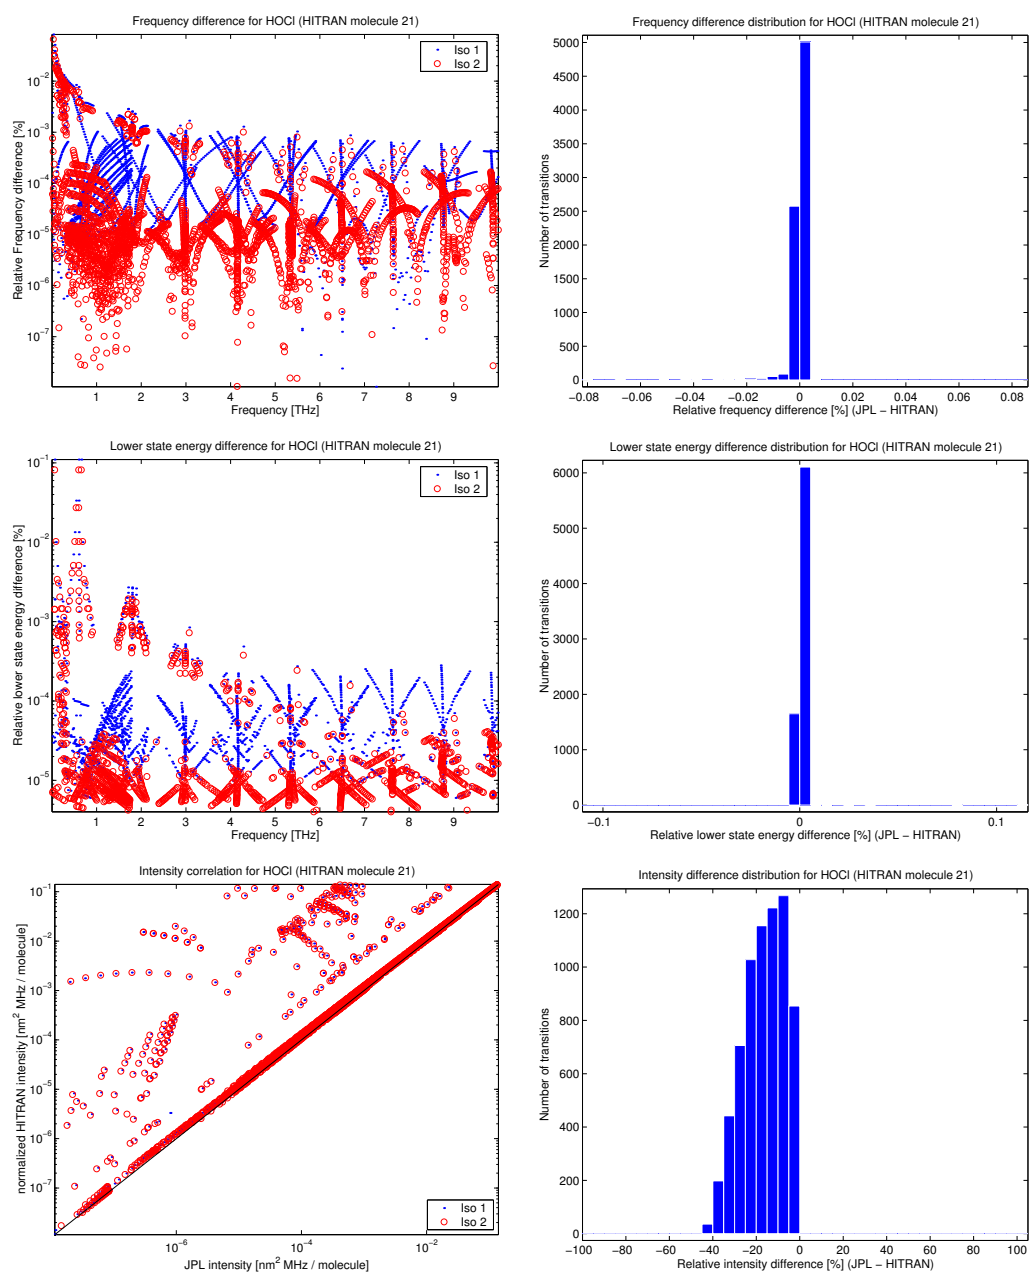 Frequency difference for HOCl (HITRAN molecule 21)
Iso 1
Iso 2
10^-2
10^-3
10^-4
10^-5
10^-6
10^-7
Relative Frequency difference [%]
1 2 3 4 5 6 7 8 9
Frequency [THz]
Frequency difference distribution for HOCl (HITRAN molecule 21)
5000
4500
4000
3500
3000
2500
2000
1500
1000
500
0
Number of transitions
−0.08 −0.06 −0.04 −0.02 0 0.02 0.04 0.06 0.08
Relative frequency difference [%] (JPL − HITRAN)
Lower state energy difference for HOCl (HITRAN molecule 21)
Iso 1
Iso 2
10^-1
10^-2
10^-3
10^-4
10^-5
Relative lower state energy difference [%]
1 2 3 4 5 6 7 8 9
Frequency [THz]
Lower state energy difference distribution for HOCl (HITRAN molecule 21)
6000
5000
4000
3000
2000
1000
0
Number of transitions
−0.1 0 0.1
Relative lower state energy difference [%] (JPL − HITRAN)
Intensity correlation for HOCl (HITRAN molecule 21)
10^-1
10^-2
10^-3
10^-4
10^-5
10^-6
10^-7
normalized HITRAN intensity [nm^2 MHz / molecule]
Iso 1
Iso 2
10^-6 10^-4 10^-2
JPL intensity [nm^2 MHz / molecule]
Intensity difference distribution for HOCl (HITRAN molecule 21)
1200
1000
800
600
400
200
0
Number of transitions
−100 −80 −60 −40 −20 0 20 40 60 80 100
Relative intensity difference [%] (JPL − HITRAN)